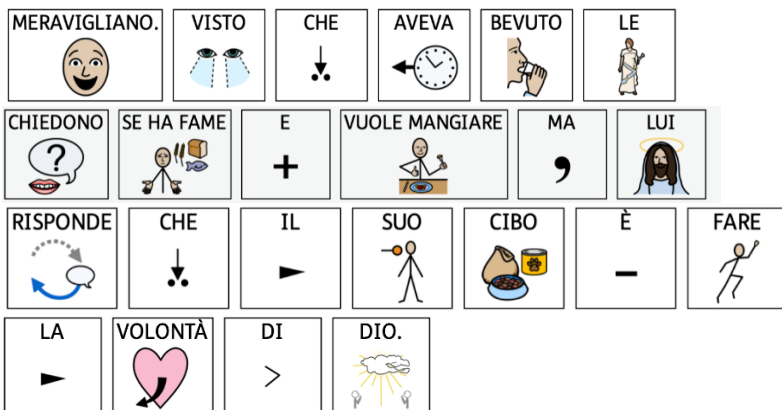 MERAVIGLIANO. VISTO CHE AVEVA BEVUTO LE
CHIEDONO SE HA FAME E VUOLE MANGIARE MA LUI
RISPONDE CHE IL SUO CIBO È FARE
LA VOLONTÀ DI DIO.